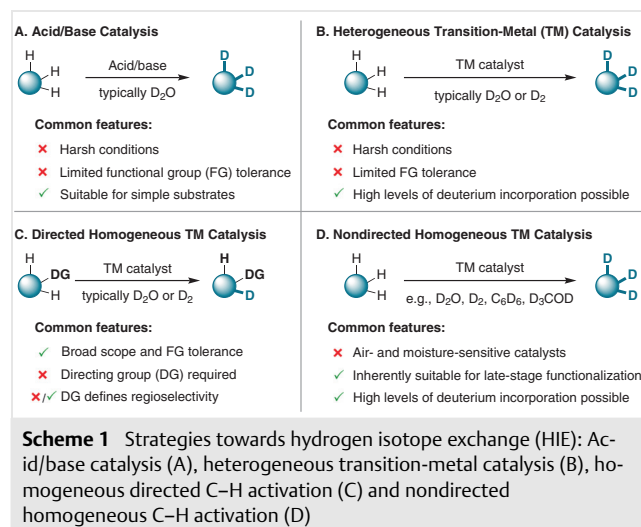 A. Acid/Base Catalysis
H
H
H
Acid/base
typically D₂O
D
D
D
Common features:
✗ Harsh conditions
✗ Limited functional group (FG) tolerance
✓ Suitable for simple substrates
B. Heterogeneous Transition-Metal (TM) Catalysis
H
H
H
TM catalyst
typically D₂O or D₂
D
D
D
Common features:
✗ Harsh conditions
✗ Limited FG tolerance
✓ High levels of deuterium incorporation possible
C. Directed Homogeneous TM Catalysis
H
DG
H
TM catalyst
typically D₂O or D₂
H
DG
D
Common features:
✓ Broad scope and FG tolerance
✗ Directing group (DG) required
✗/✓ DG defines regioselectivity
D. Nondirected Homogeneous TM Catalysis
H
H
H
TM catalyst
e.g., D₂O, D₂, C₆D₆, D₃COD
D
D
D
Common features:
✗ Air- and moisture-sensitive catalysts
✓ Inherently suitable for late-stage functionalization
✓ High levels of deuterium incorporation possible
Scheme 1 Strategies towards hydrogen isotope exchange (HIE): Ac-
id/base catalysis (A), heterogeneous transition-metal catalysis (B), ho-
mogeneous directed C–H activation (C) and nondirected
homogeneous C–H activation (D)